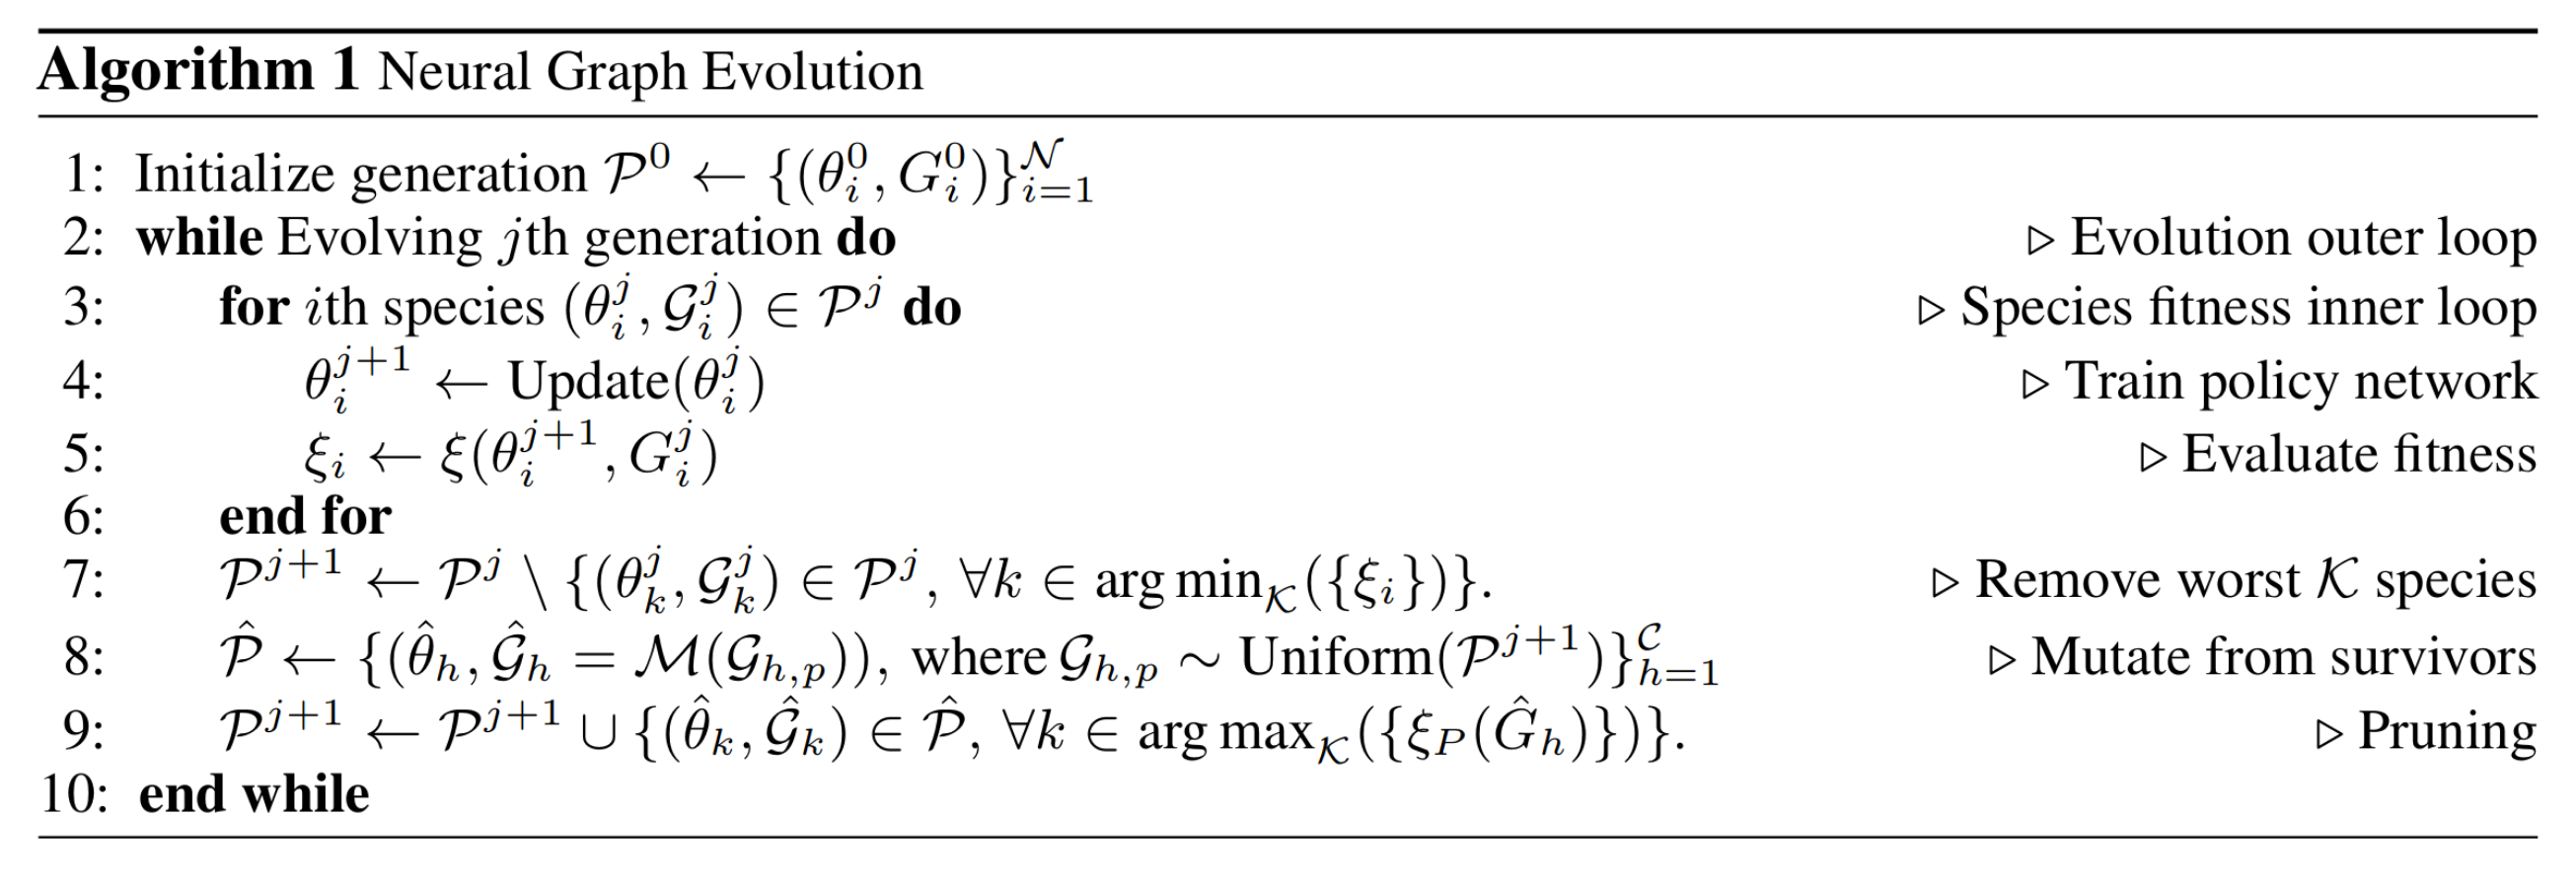 Algorithm 1 Neural Graph Evolution
1: Initialize generation $\mathcal{P}^0 \leftarrow \{(\theta_i^0, G_i^0)\}_{i=1}^{\mathcal{N}}$
2: while Evolving $j$th generation do ▷ Evolution outer loop
3: for $i$th species $(\theta_i^j, \mathcal{G}_i^j) \in \mathcal{P}^j$ do ▷ Species fitness inner loop
4: $\theta_i^{j+1} \leftarrow \text{Update}(\theta_i^j)$ ▷ Train policy network
5: $\xi_i \leftarrow \xi(\theta_i^{j+1}, G_i^j)$ ▷ Evaluate fitness
6: end for
7: $\mathcal{P}^{j+1} \leftarrow \mathcal{P}^j \setminus \{(\theta_k^j, \mathcal{G}_k^j) \in \mathcal{P}^j, \forall k \in \arg\min_{\mathcal{K}}(\{\xi_i\})\}.$ ▷ Remove worst $\mathcal{K}$ species
8: $\hat{\mathcal{P}} \leftarrow \{(\hat{\theta}_h, \hat{\mathcal{G}}_h = \mathcal{M}(\mathcal{G}_{h,p})), \text{ where } \mathcal{G}_{h,p} \sim \text{Uniform}(\mathcal{P}^{j+1})\}_{h=1}^{\mathcal{C}}$ ▷ Mutate from survivors
9: $\mathcal{P}^{j+1} \leftarrow \mathcal{P}^{j+1} \cup \{(\hat{\theta}_k, \hat{\mathcal{G}}_k) \in \hat{\mathcal{P}}, \forall k \in \arg\max_{\mathcal{K}}(\{\xi_P(\hat{G}_h)\})\}.$ ▷ Pruning
10: end while